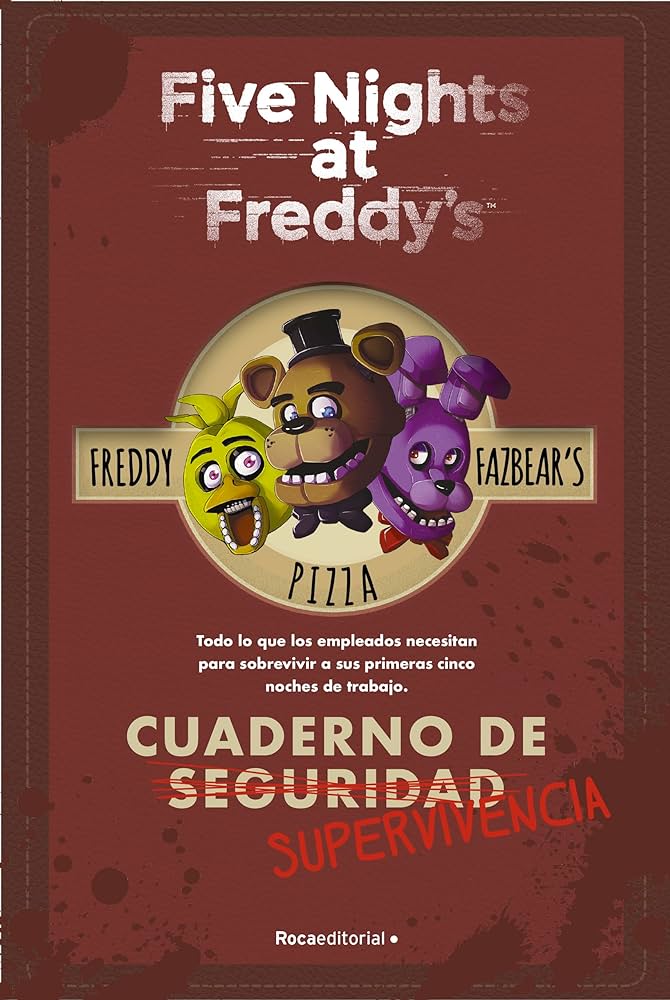 Five Nights
at
Freddy's™
FREDDY FAZBEAR'S
PIZZA
Todo lo que los empleados necesitan
para sobrevivir a sus primeras cinco
noches de trabajo.
CUADERNO DE
SEGURIDAD
SUPERVIVENCIA
Rocaeditorial